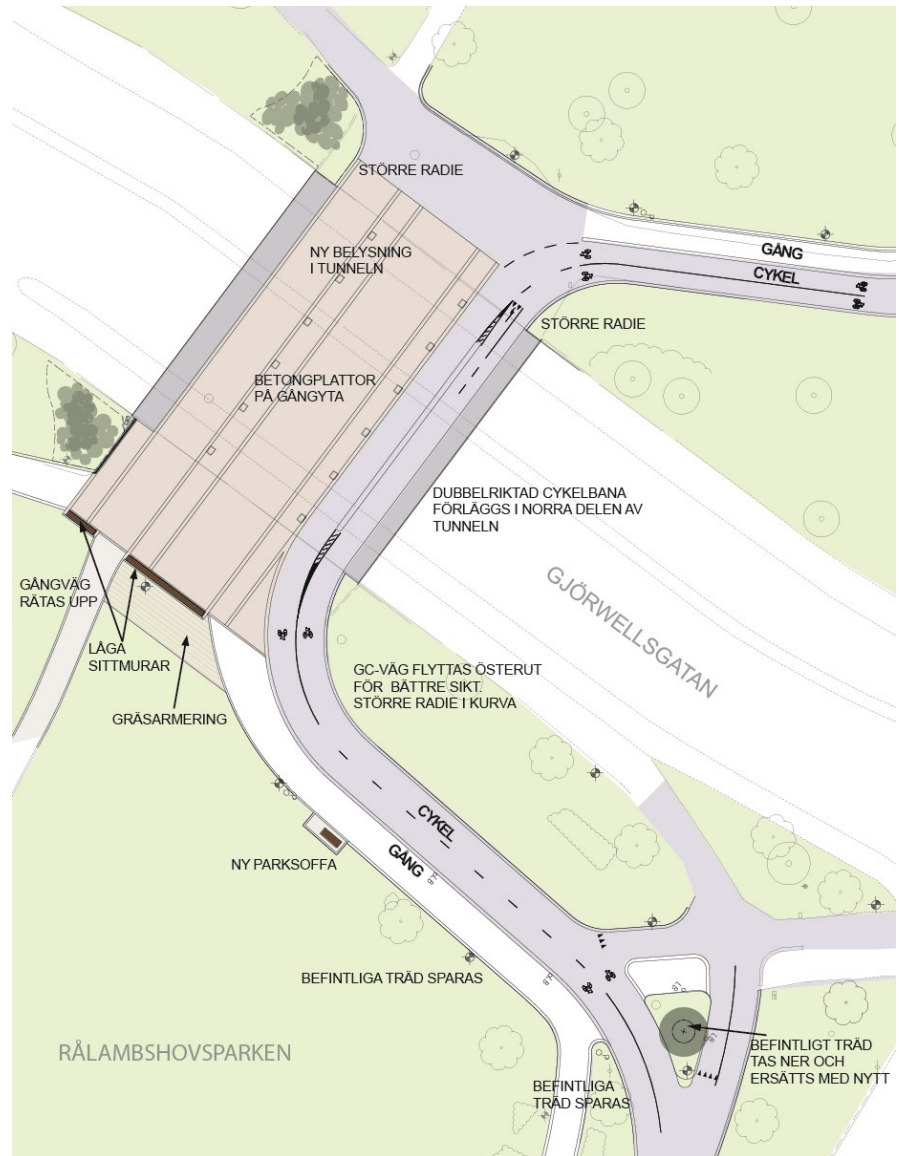 STÖRRE RADIE
NY BELYSNING
I TUNNELN
GÅNG
CYKEL
STÖRRE RADIE
BETONGPLATTOR
PÅ GÅNGYTA
DUBBELRIKTAD CYKELBANA
FÖRLÄGGS I NORRA DELEN AV
TUNNELN
GJÖRWELLSGATAN
GÅNGVÄG
RÄTAS UPP
LÅGA
SITTMURAR
GRÄSARMERING
GC-VÄG FLYTTAS ÖSTERUT
FÖR BÄTTRE SIKT.
STÖRRE RADIE I KURVA
CYKEL
GÅNG
NY PARKSOFFA
BEFINTLIGA TRÄD SPARAS
RÅLAMBSHOVSPARKEN
BEFINTLIGA
TRÄD SPARAS
BEFINTLIGT TRÄD
TAS NER OCH
ERSÄTTS MED NYTT